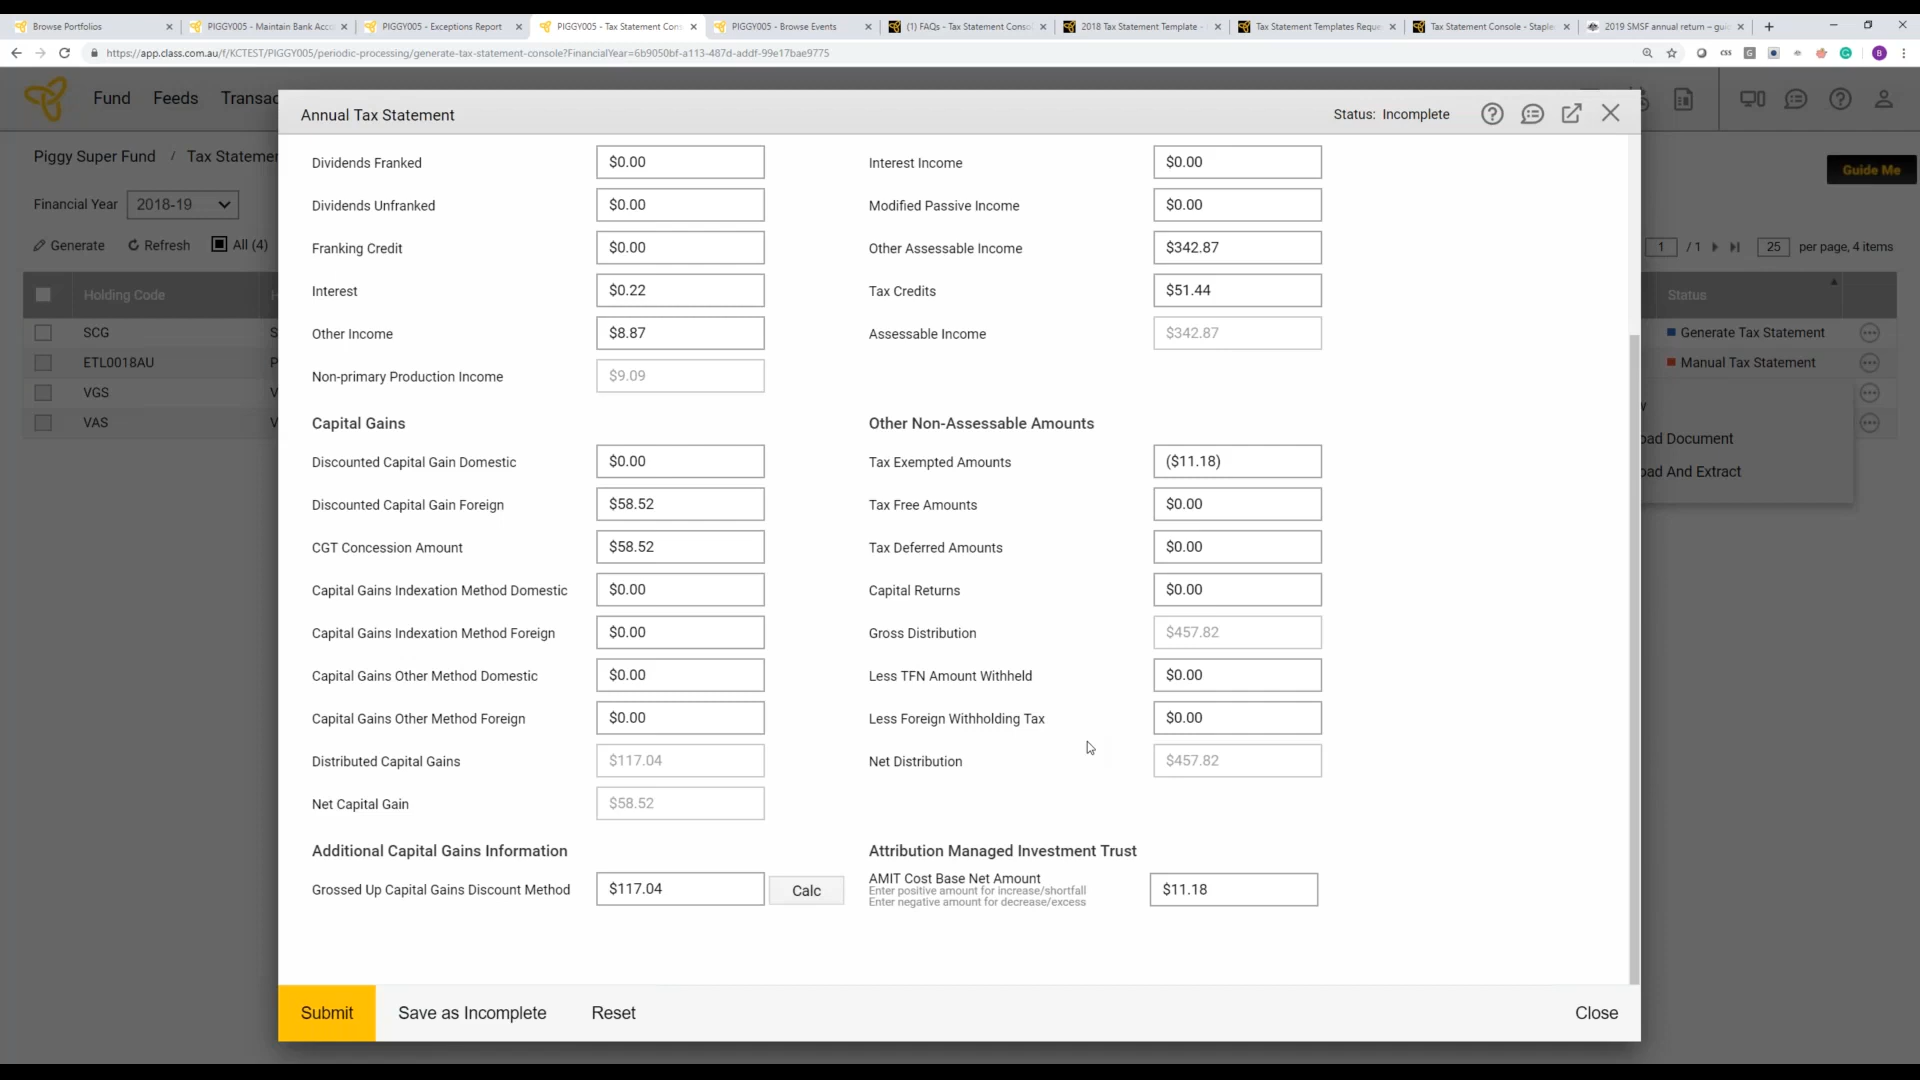 Browse Portfolios
PIGGY005 - Maintain Bank Acco
PIGGY005 - Exceptions Report
PIGGY005 - Tax Statement Cons
PIGGY005 - Browse Events
(1) FAQs - Tax Statement Conso
2018 Tax Statement Template -
Tax Statement Templates Reque
Tax Statement Console - Staple
2019 SMSF annual return – gui
https://app.class.com.au/f/KCTEST/PIGGY005/periodic-processing/generate-tax-statement-console?FinancialYear=6b9050bf-a113-487d-addf-99e17bae9775
Fund Feeds Transac
Piggy Super Fund / Tax Statemen
Guide Me
Financial Year 2018-19
Generate Refresh All (4)
1 / 1 25 per page, 4 items
Holding Code H Status
SCG S Generate Tax Statement
ETL0018AU P Manual Tax Statement
VGS V
VAS V
oad Document
oad And Extract
Annual Tax Statement Status: Incomplete
Dividends Franked $0.00 Interest Income $0.00
Dividends Unfranked $0.00 Modified Passive Income $0.00
Franking Credit $0.00 Other Assessable Income $342.87
Interest $0.22 Tax Credits $51.44
Other Income $8.87 Assessable Income $342.87
Non-primary Production Income $9.09
Capital Gains Other Non-Assessable Amounts
Discounted Capital Gain Domestic $0.00 Tax Exempted Amounts ($11.18)
Discounted Capital Gain Foreign $58.52 Tax Free Amounts $0.00
CGT Concession Amount $58.52 Tax Deferred Amounts $0.00
Capital Gains Indexation Method Domestic $0.00 Capital Returns $0.00
Capital Gains Indexation Method Foreign $0.00 Gross Distribution $457.82
Capital Gains Other Method Domestic $0.00 Less TFN Amount Withheld $0.00
Capital Gains Other Method Foreign $0.00 Less Foreign Withholding Tax $0.00
Distributed Capital Gains $117.04 Net Distribution $457.82
Net Capital Gain $58.52
Additional Capital Gains Information Attribution Managed Investment Trust
Grossed Up Capital Gains Discount Method $117.04 Calc AMIT Cost Base Net Amount $11.18
Enter positive amount for increase/shortfall
Enter negative amount for decrease/excess
Submit Save as Incomplete Reset Close